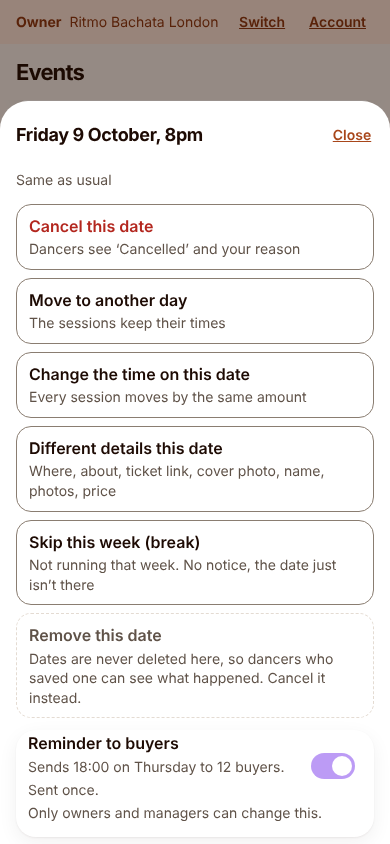 Owner Ritmo Bachata London Switch Account
Events
Friday 9 October, 8pm Close
Same as usual
Cancel this date
Dancers see ‘Cancelled’ and your reason
Move to another day
The sessions keep their times
Change the time on this date
Every session moves by the same amount
Different details this date
Where, about, ticket link, cover photo, name,
photos, price
Skip this week (break)
Not running that week. No notice, the date just
isn’t there
Remove this date
Dates are never deleted here, so dancers who
saved one can see what happened. Cancel it
instead.
Reminder to buyers
Sends 18:00 on Thursday to 12 buyers.
Sent once.
Only owners and managers can change this.